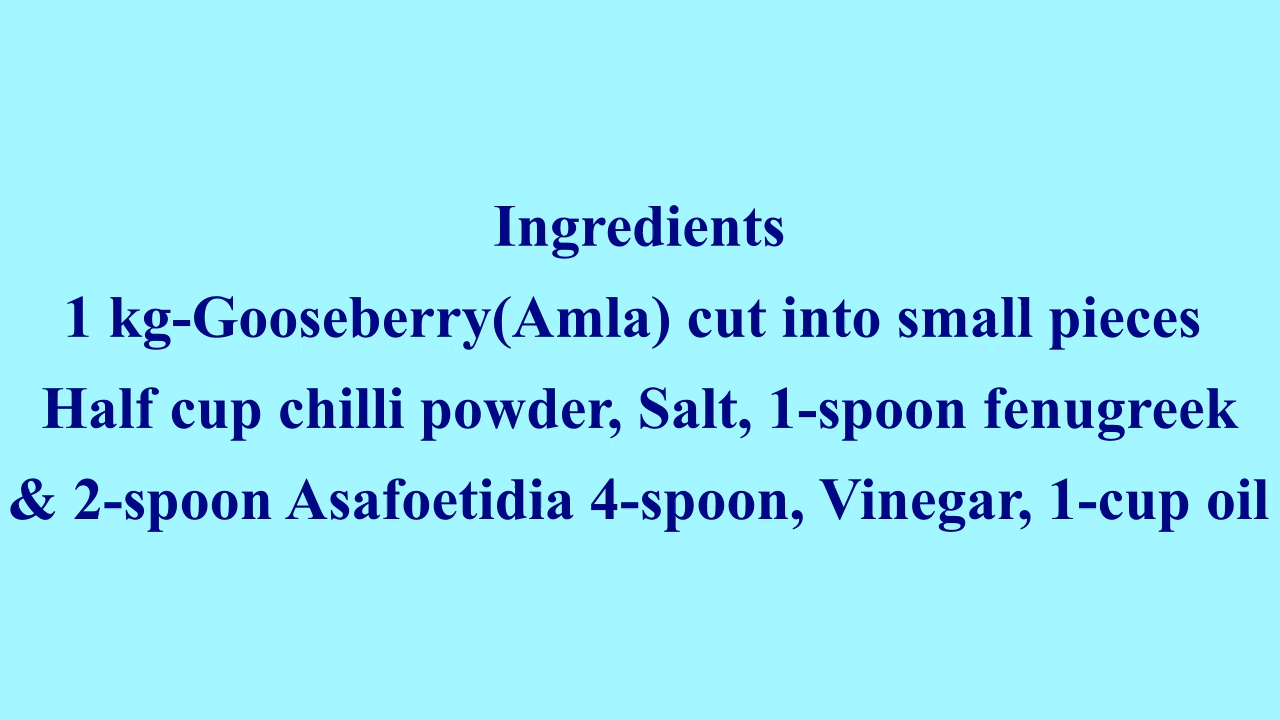 Ingredients
1 kg-Gooseberry(Amla) cut into small pieces
Half cup chilli powder, Salt, 1-spoon fenugreek
& 2-spoon Asafoetidia 4-spoon, Vinegar, 1-cup oil